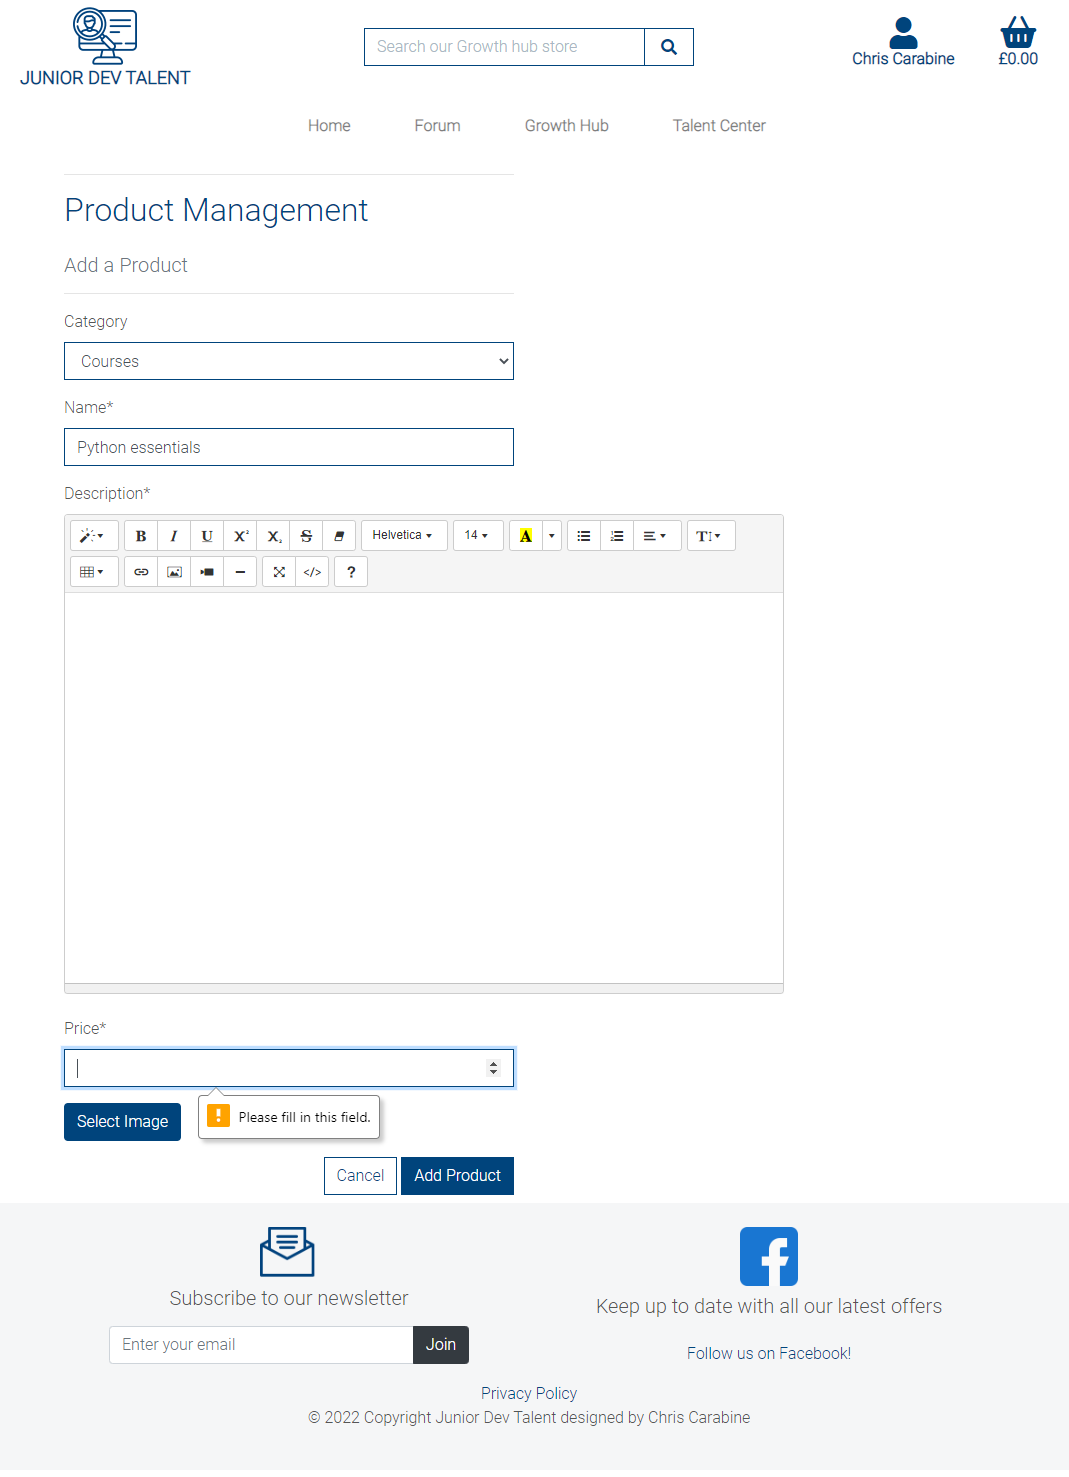 JUNIOR DEV TALENT
Search our Growth hub store
Chris Carabine
£0.00
Home Forum Growth Hub Talent Center
Product Management
Add a Product
Category
Courses
Name*
Python essentials
Description*
B I U X² X₂ S Helvetica 14 A T
</> ?
Price*
Select Image
! Please fill in this field.
Cancel Add Product
Subscribe to our newsletter
Enter your email Join
f
Keep up to date with all our latest offers
Follow us on Facebook!
Privacy Policy
© 2022 Copyright Junior Dev Talent designed by Chris Carabine